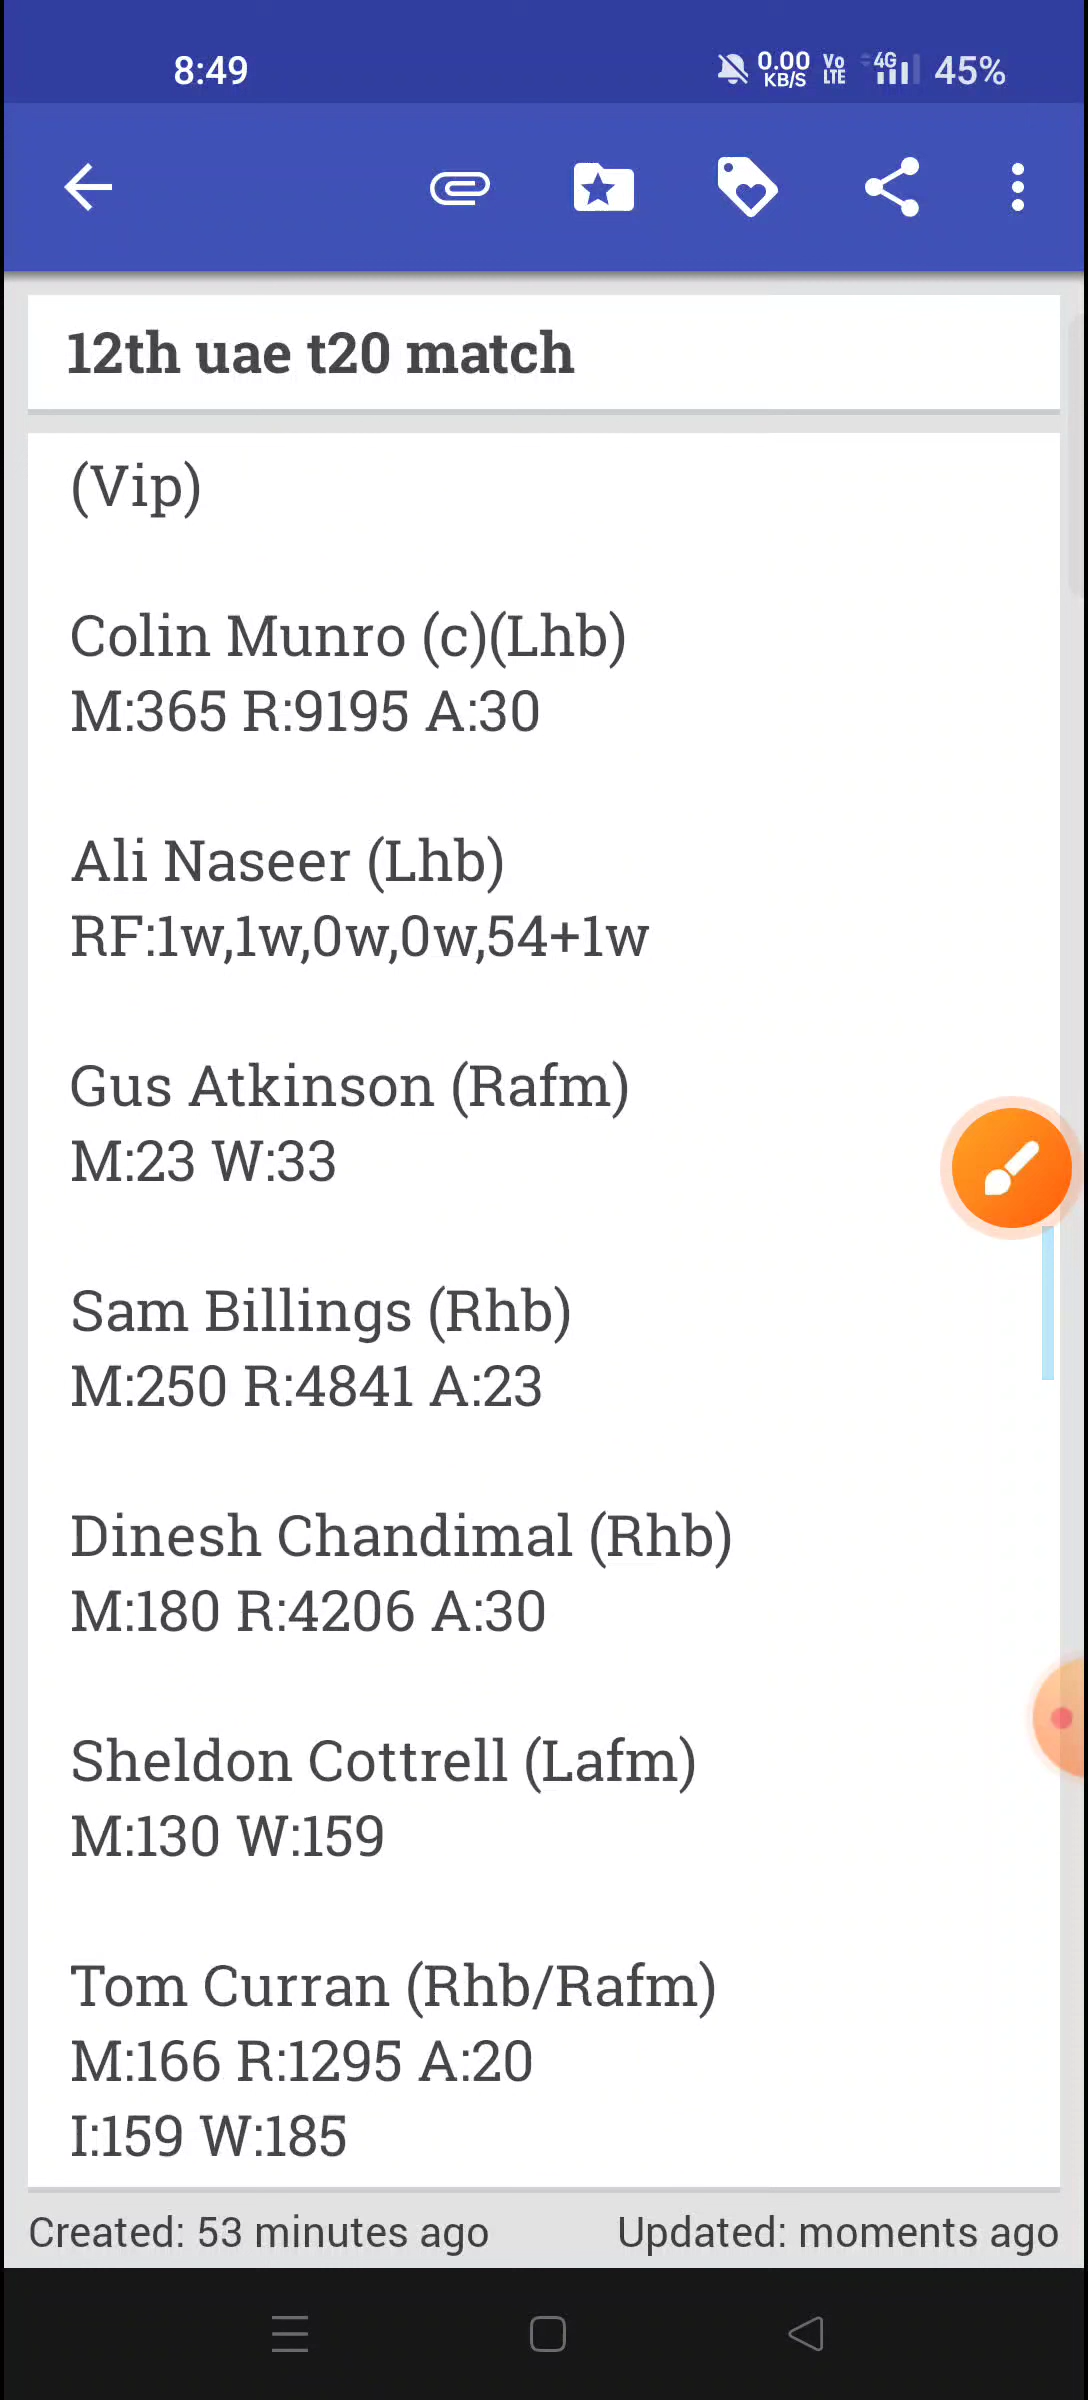 8:49
0.00 KB/S Vo LTE 4G 45%
12th uae t20 match
(Vip)
Colin Munro (c)(Lhb)
M:365 R:9195 A:30
Ali Naseer (Lhb)
RF:1w,1w,0w,0w,54+1w
Gus Atkinson (Rafm)
M:23 W:33
Sam Billings (Rhb)
M:250 R:4841 A:23
Dinesh Chandimal (Rhb)
M:180 R:4206 A:30
Sheldon Cottrell (Lafm)
M:130 W:159
Tom Curran (Rhb/Rafm)
M:166 R:1295 A:20
I:159 W:185
Created: 53 minutes ago Updated: moments ago